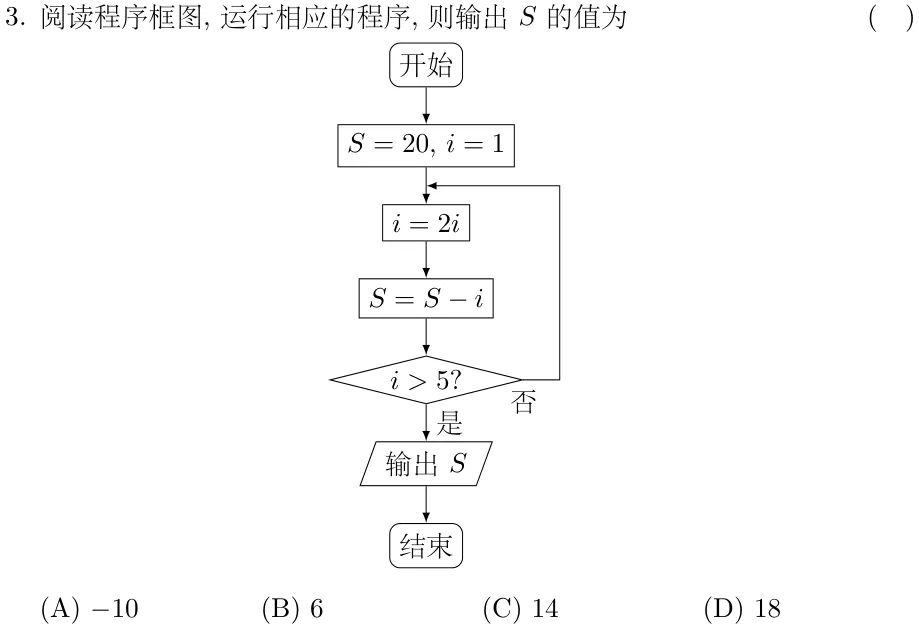 3. 阅读程序框图, 运行相应的程序, 则输出 S 的值为 ( )
开始
S = 20, i = 1
i = 2i
S = S − i
i > 5?
否
是
输出 S
结束
(A) −10 (B) 6 (C) 14 (D) 18